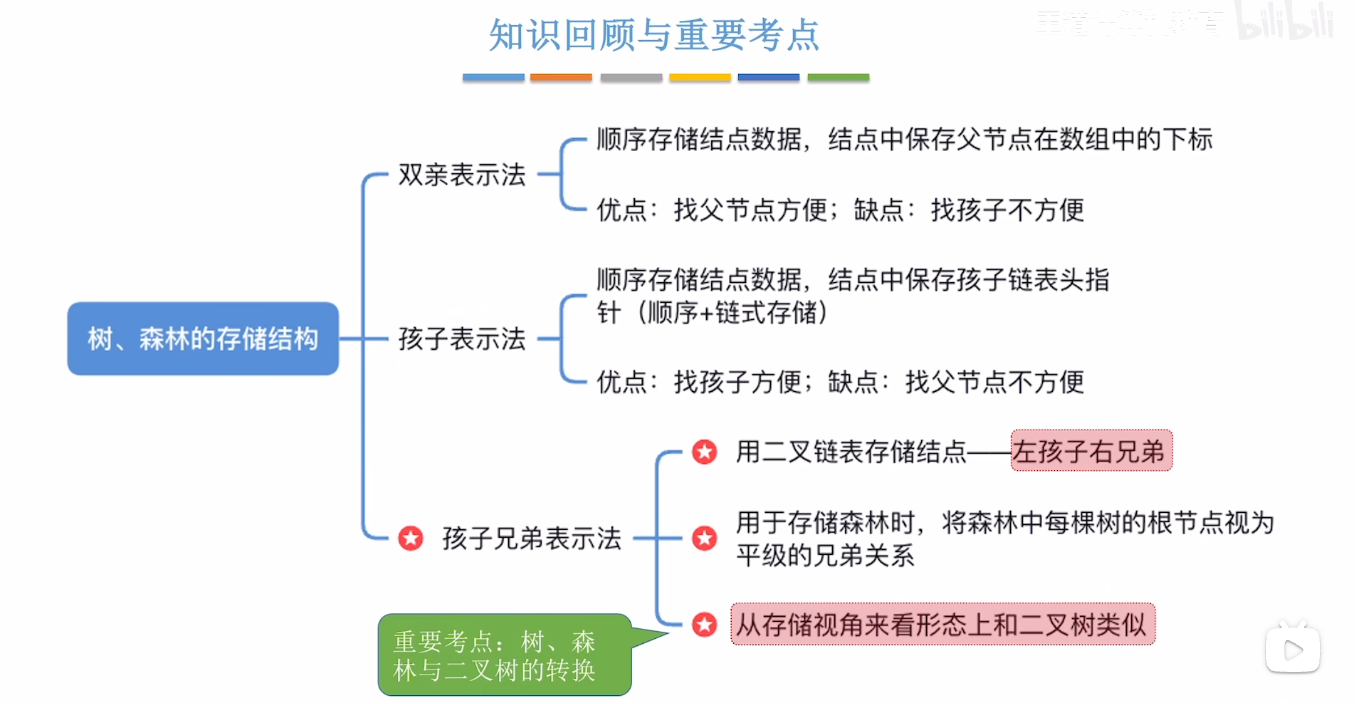 知识回顾与重要考点
bilibili
顺序存储结点数据，结点中保存父节点在数组中的下标
双亲表示法
优点：找父节点方便；缺点：找孩子不方便
顺序存储结点数据，结点中保存孩子链表头指
针（顺序+链式存储）
树、森林的存储结构
孩子表示法
优点：找孩子方便；缺点：找父节点不方便
用二叉链表存储结点——左孩子右兄弟
用于存储森林时，将森林中每棵树的根节点视为
平级的兄弟关系
孩子兄弟表示法
从存储视角来看形态上和二叉树类似
重要考点：树、森
林与二叉树的转换